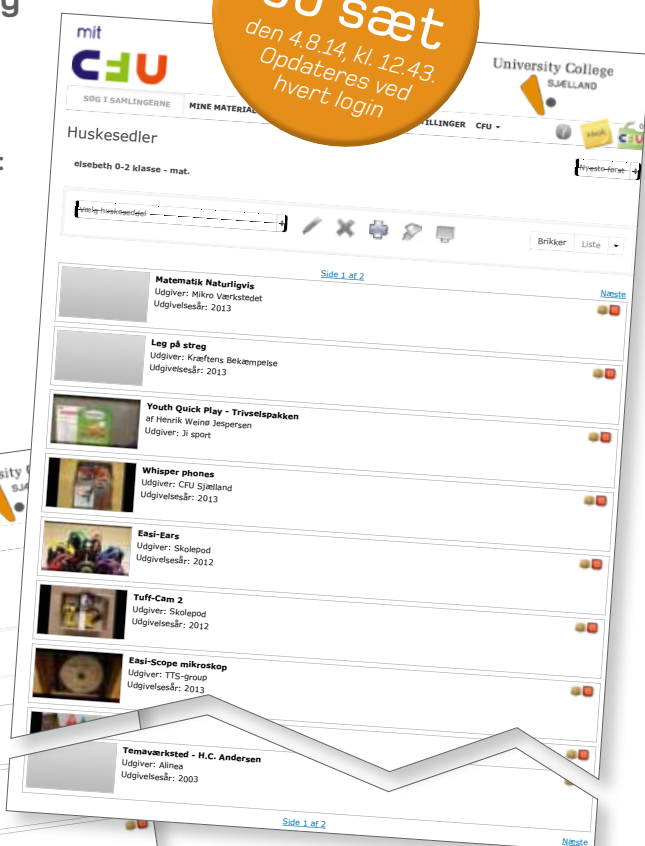 g
:
sæt
den 4.8.14, kl. 12.43.
Opdateres ved
hvert login
mit
CFU
University College
SJÆLLAND
SØG I SAMLINGERNE
MINE
CFU
Huskesedler
elsebeth 0-2 klasse - mat.
Nyeste først
Vælg huskeseddel
Brikker
Liste
Side 1 af 2
Næste
Matematik Naturligvis
Udgiver: Mikro Værkstedet
Udgivelsesår: 2013
Leg på streg
Udgiver: Kræftens Bekæmpelse
Udgivelsesår: 2013
Youth Quick Play - Trivselspakken
af Henrik Weinø Jespersen
Udgiver: Ji sport
Whisper phones
Udgiver: CFU Sjælland
Udgivelsesår: 2013
Easi-Ears
Udgiver: Skolepod
Udgivelsesår: 2012
Tuff-Cam 2
Udgiver: Skolepod
Udgivelsesår: 2012
Easi-Scope mikroskop
Udgiver: TTS-group
Udgivelsesår: 2013
Temaværksted - H.C. Andersen
Udgiver: Alinea
Udgivelsesår: 2003
Side 1 af 2
Næste